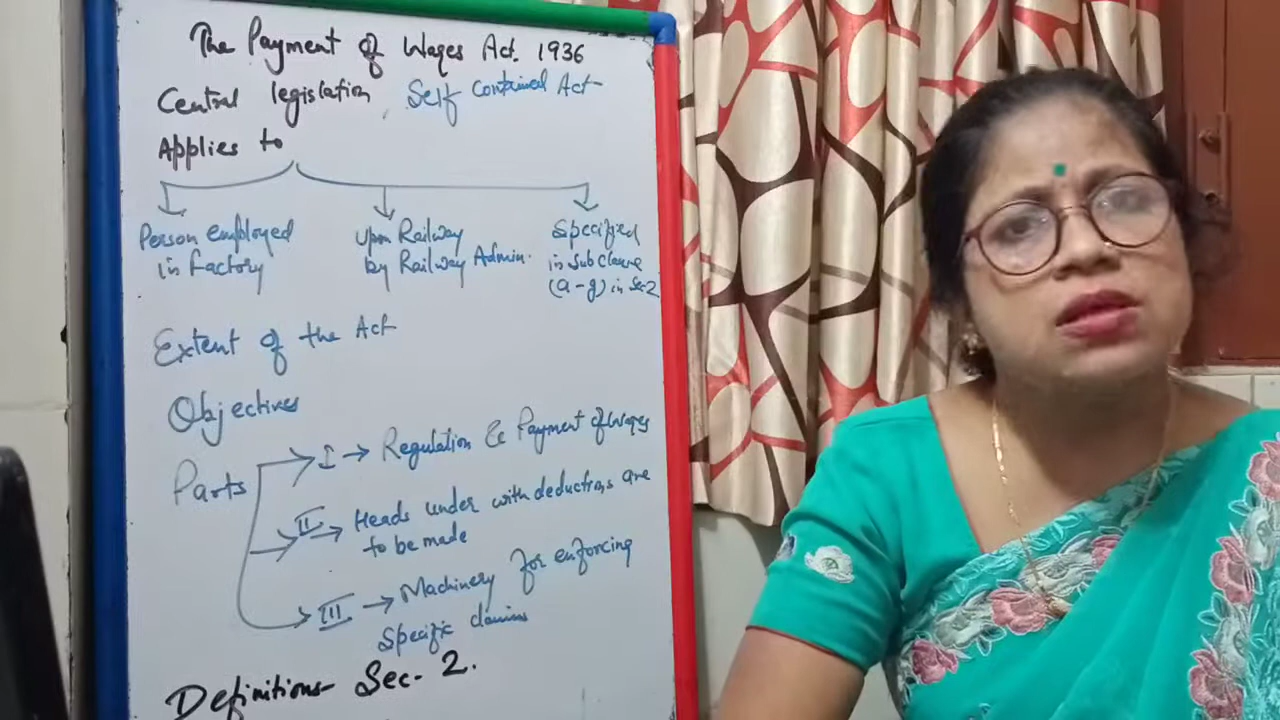 The Payment of Wages Act. 1936
Central legislation, Self contained Act
Applies to
Person employed
in Factory
upon Railway
by Railway Admin.
Specified
in Sub clause
(a-g) in Sec 2
Extent of the Act
Objectives
Parts
I → Regulation & Payment of Wages
II → Heads under with deductions are
to be made
III → Machinery for enforcing
Specific claims
Definitions Sec. 2.